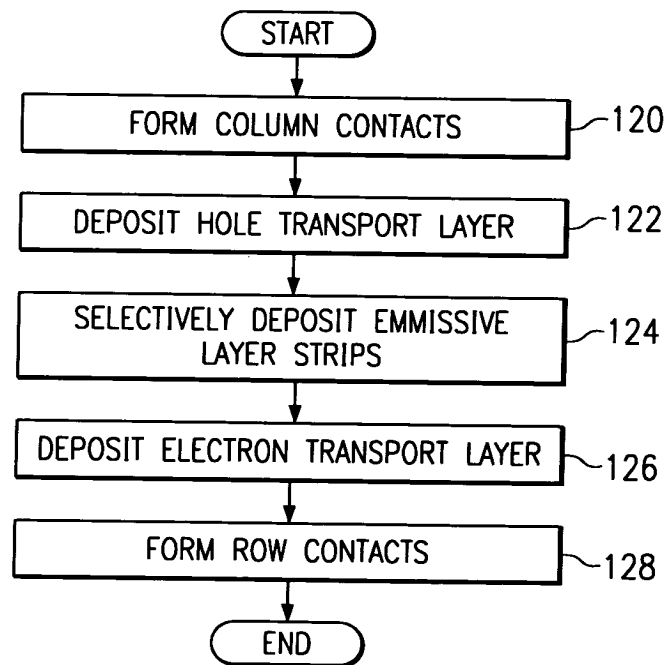 START
FORM COLUMN CONTACTS
120
DEPOSIT HOLE TRANSPORT LAYER
122
SELECTIVELY DEPOSIT EMMISSIVE
LAYER STRIPS
124
DEPOSIT ELECTRON TRANSPORT LAYER
126
FORM ROW CONTACTS
128
END